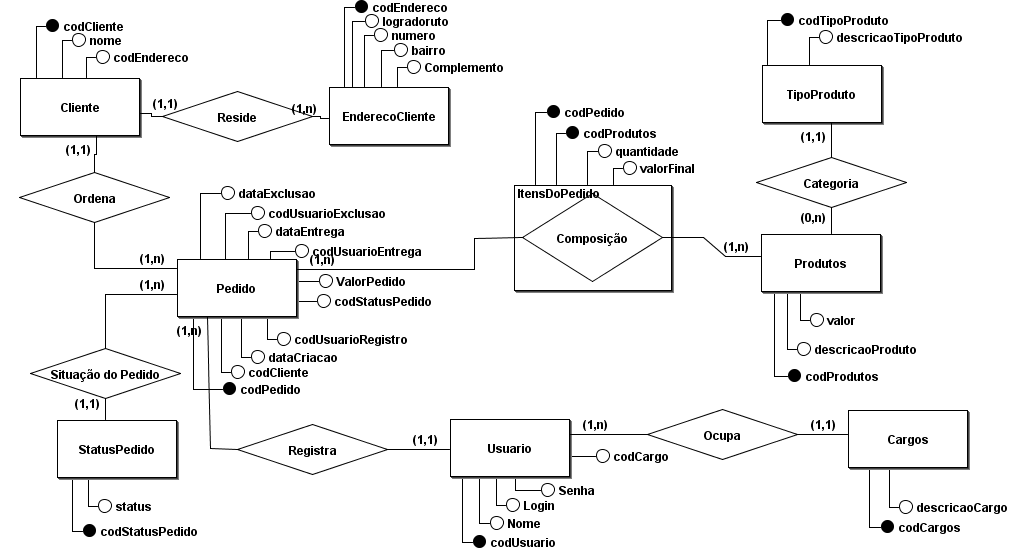 codCliente
nome
codEndereco
Cliente
(1,1)
Reside
(1,n)
codEndereco
logradoruto
numero
bairro
Complemento
EnderecoCliente
codTipoProduto
descricaoTipoProduto
TipoProduto
(1,1)
Categoria
(0,n)
(1,1)
Ordena
(1,n)
codPedido
codProdutos
quantidade
valorFinal
ItensDoPedido
Composição
(1,n)
Produtos
valor
descricaoProduto
codProdutos
dataExclusao
codUsuarioExclusao
dataEntrega
codUsuarioEntrega
(1,n)
Pedido
ValorPedido
codStatusPedido
(1,n)
(1,n)
codUsuarioRegistro
dataCriacao
codCliente
codPedido
Situação do Pedido
(1,1)
StatusPedido
status
codStatusPedido
Registra
(1,1)
Usuario
(1,n)
codCargo
Senha
Login
Nome
codUsuario
Ocupa
(1,1)
Cargos
descricaoCargo
codCargos